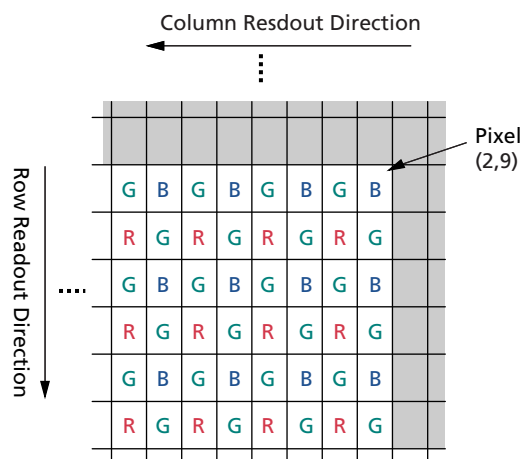 Column Resdout Direction
Pixel
(2,9)
Row Readout Direction
G B G B G B G B
R G R G R G R G
G B G B G B G B
R G R G R G R G
G B G B G B G B
R G R G R G R G